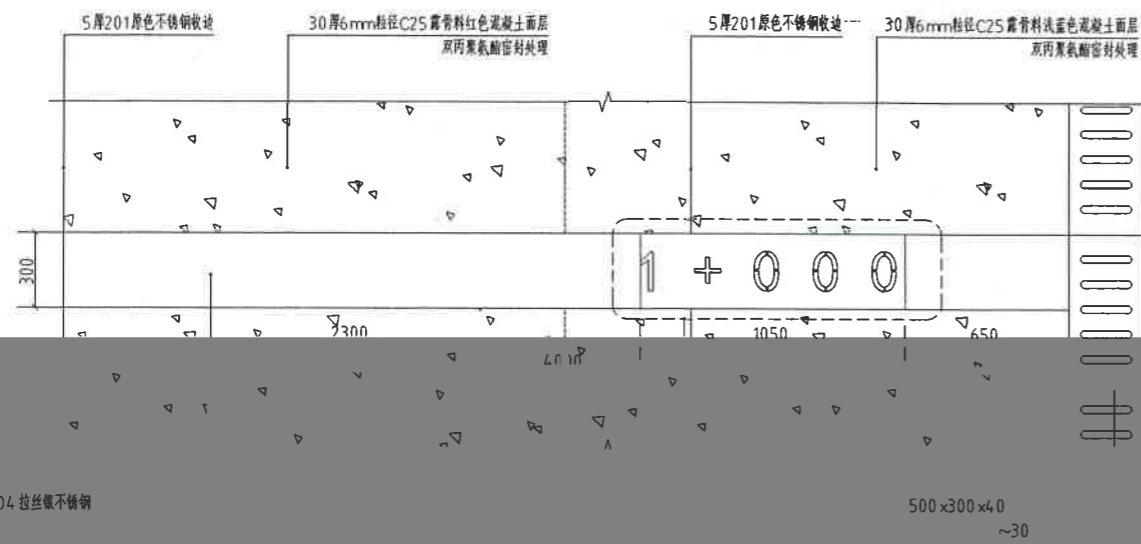 5厚201原色不锈钢收边
30厚6mm粒径C25露骨料红色混凝土面层
双丙聚氨酯密封处理
5厚201原色不锈钢收边
30厚6mm粒径C25露骨料浅蓝色混凝土面层
双丙聚氨酯密封处理
300
1+000
2300
1050
650
04拉丝银不锈钢
500x300x40
~30